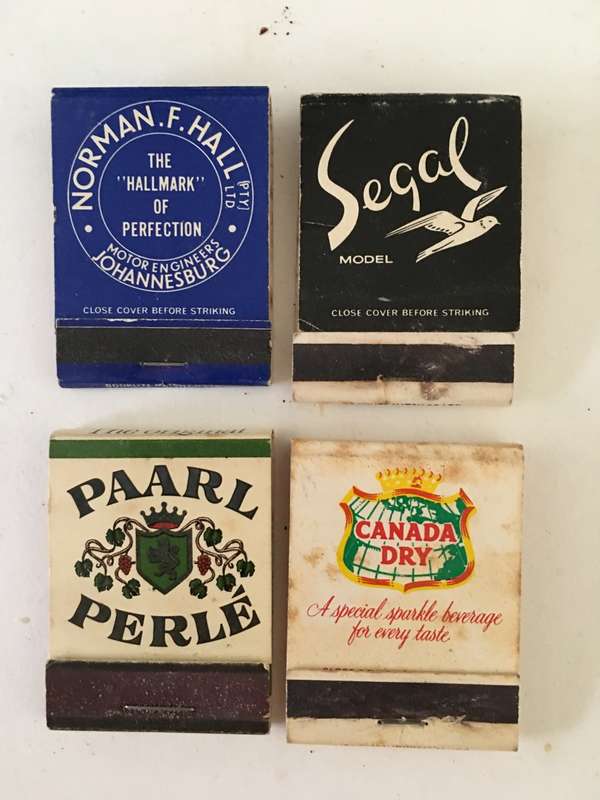 NORMAN.F.HALL (PTY) LTD
THE
"HALLMARK"
OF
PERFECTION
MOTOR ENGINEERS
JOHANNESBURG
CLOSE COVER BEFORE STRIKING
Segal
MODEL
CLOSE COVER BEFORE STRIKING
The Original
PAARL
PERLÉ
CANADA
DRY
A special sparkle beverage
for every taste